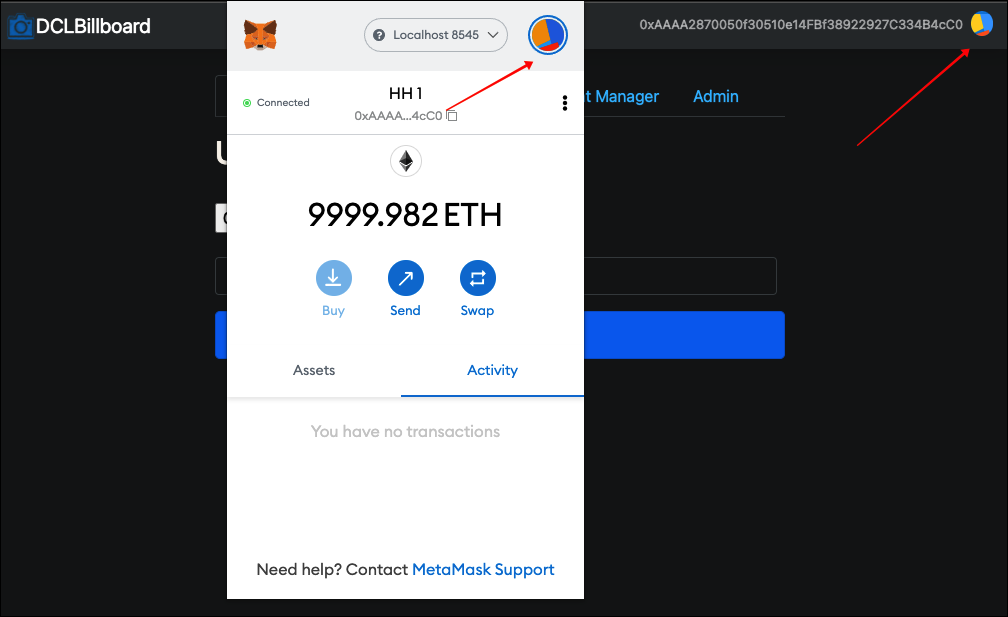 DCLBillboard
0xAAAA2870050f30510e14FBf38922927C334B4cC0
Localhost 8545
Connected
HH 1
0xAAAA...4cC0
t Manager
Admin
9999.982 ETH
Buy
Send
Swap
Assets
Activity
You have no transactions
Need help? Contact MetaMask Support